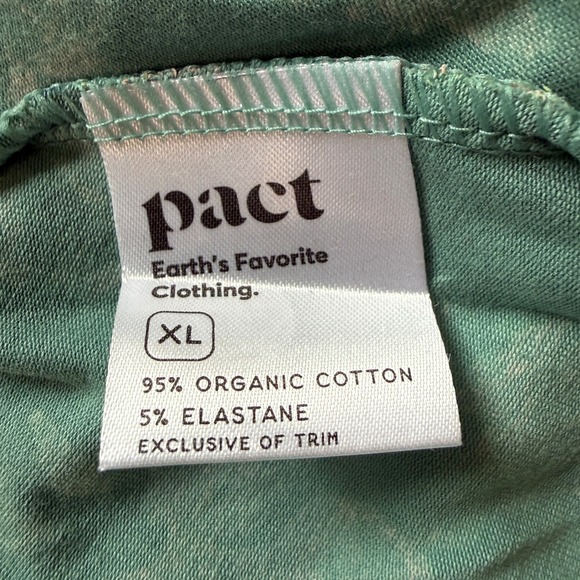 pact
Earth's Favorite
Clothing.
XL
95% ORGANIC COTTON
5% ELASTANE
EXCLUSIVE OF TRIM